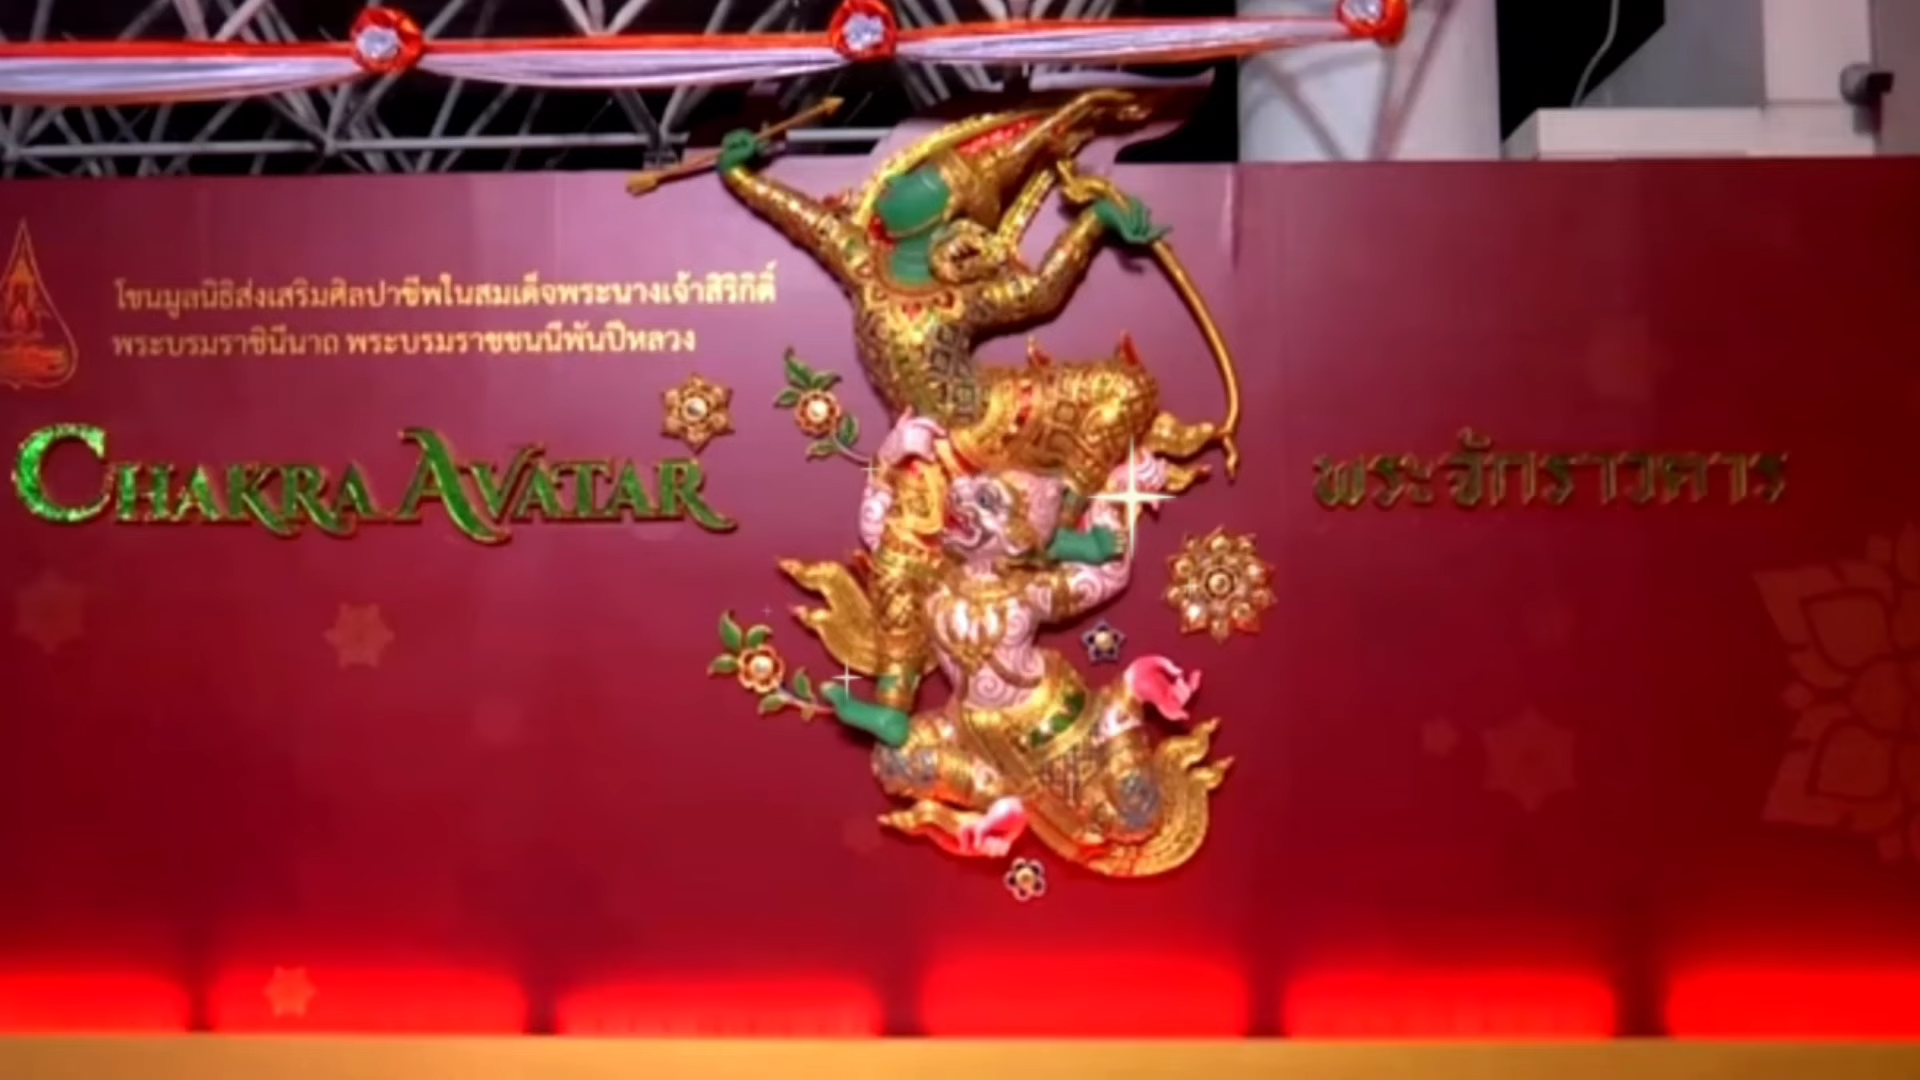 โขนมูลนิธิส่งเสริมศิลปาชีพในสมเด็จพระนางเจ้าสิริกิติ์
พระบรมราชินีนาถ พระบรมราชชนนีพันปีหลวง
CHAKRA AVATAR
พระจักราวตาร